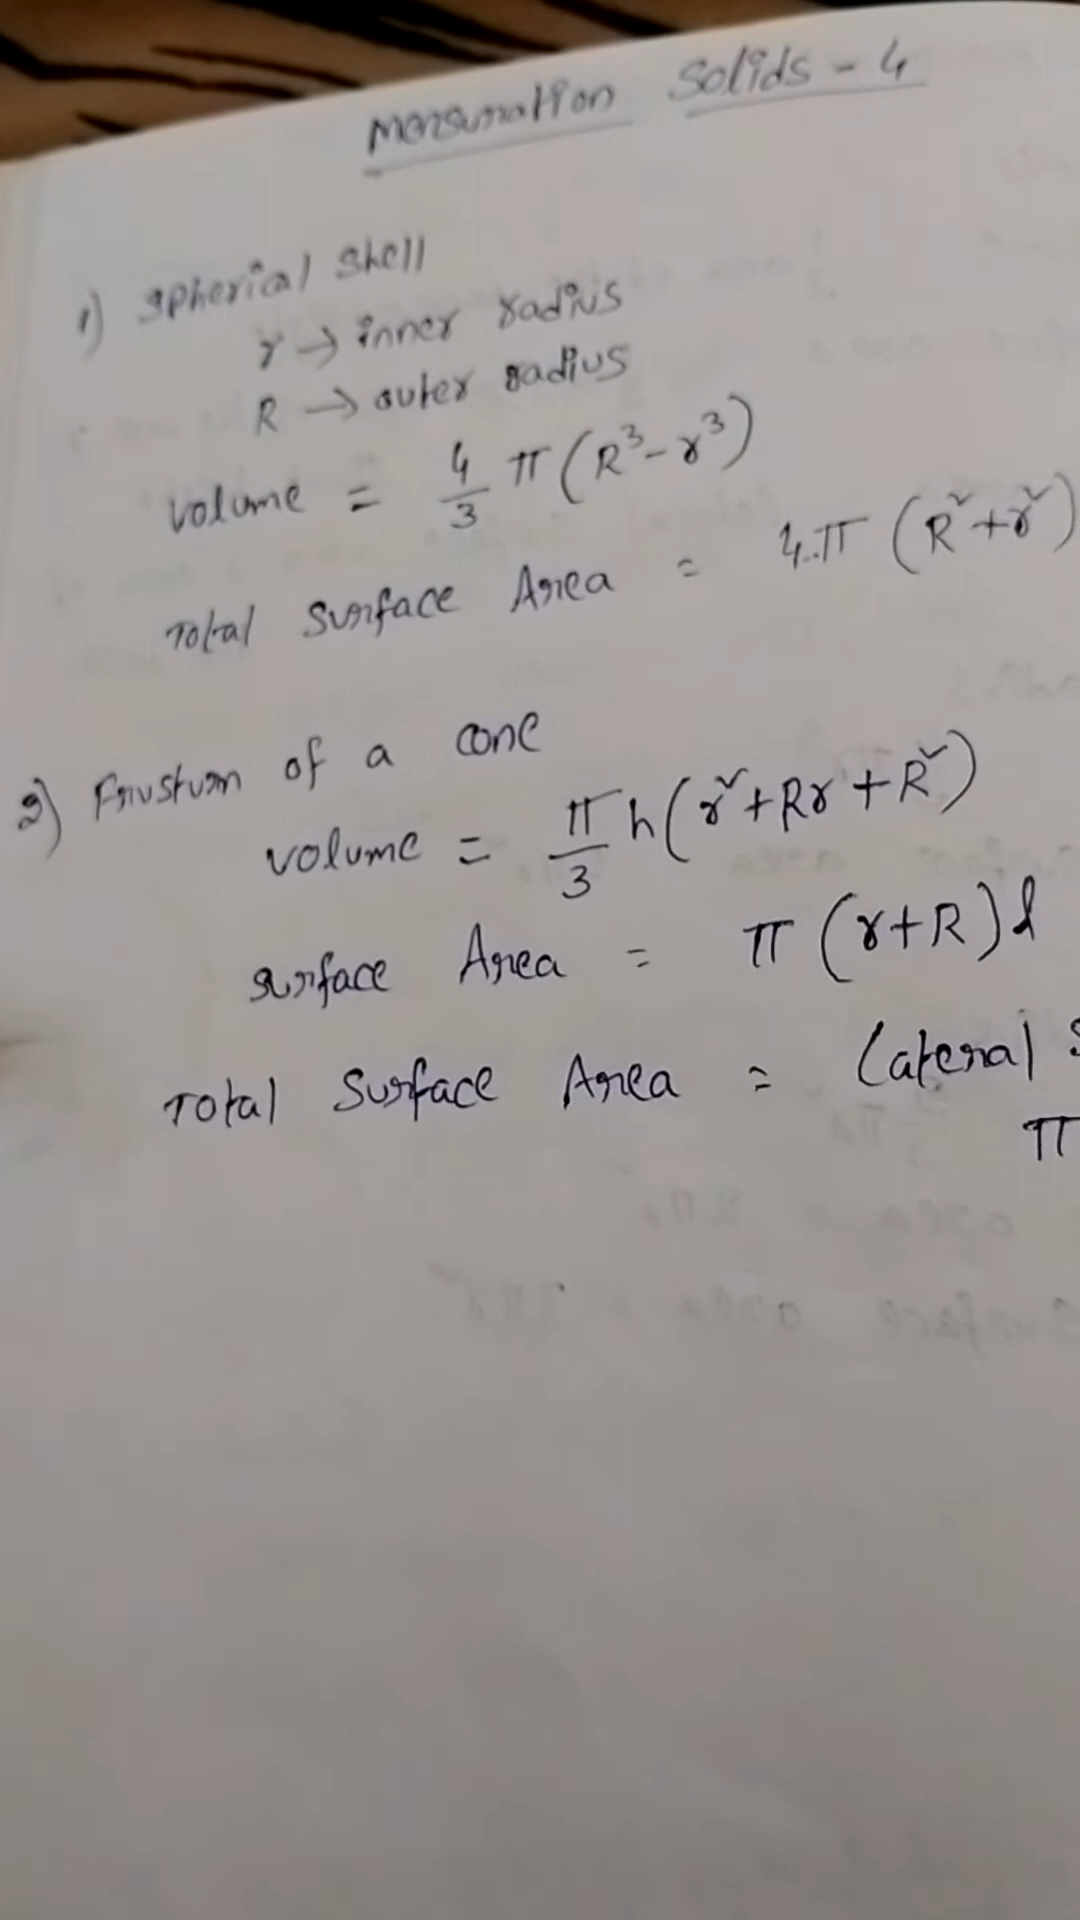 Mensuration Solids - 4
1) Spherical Shell
r → inner radius
R → outer radius
volume = 4/3 π (R³ - r³)
Total Surface Area = 4π (R² + r²)
2) Frustum of a cone
volume = π/3 h (r² + Rr + R²)
surface Area = π (r + R) l
Total Surface Area = Lateral S
π